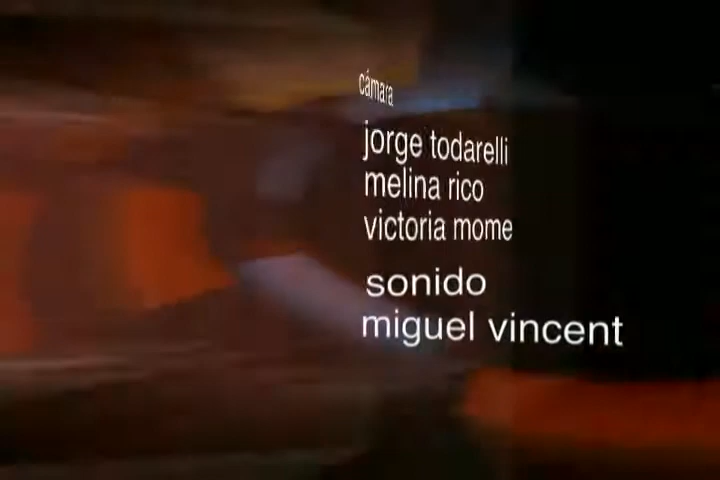 cámara
jorge todarelli
melina rico
victoria mome
sonido
miguel vincent